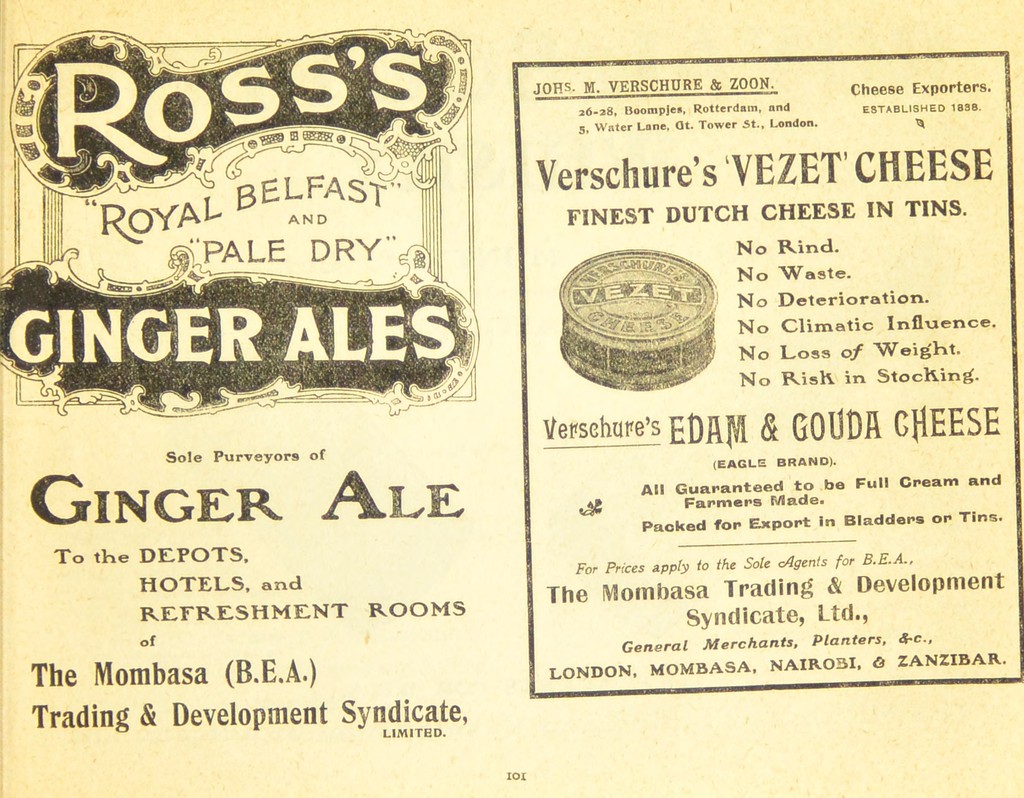 ROSS'S
"ROYAL BELFAST"
AND
"PALE DRY"
GINGER ALES
Sole Purveyors of
GINGER ALE
To the DEPOTS,
HOTELS, and
REFRESHMENT ROOMS
of
The Mombasa (B.E.A.)
Trading & Development Syndicate,
LIMITED.
JOHS. M. VERSCHURE & ZOON.
Cheese Exporters.
26-28, Boompjes, Rotterdam, and
ESTABLISHED 1838.
5, Water Lane, Gt. Tower St., London.
Verschure's 'VEZET' CHEESE
FINEST DUTCH CHEESE IN TINS.
VERSCHURE'S
VEZET
CHEESE
No Rind.
No Waste.
No Deterioration.
No Climatic Influence.
No Loss of Weight.
No Risk in Stocking.
Verschure's EDAM & GOUDA CHEESE
(EAGLE BRAND).
All Guaranteed to be Full Cream and
Farmers Made.
Packed for Export in Bladders or Tins.
For Prices apply to the Sole Agents for B.E.A.,
The Mombasa Trading & Development
Syndicate, Ltd.,
General Merchants, Planters, &c.,
LONDON, MOMBASA, NAIROBI, & ZANZIBAR.
101